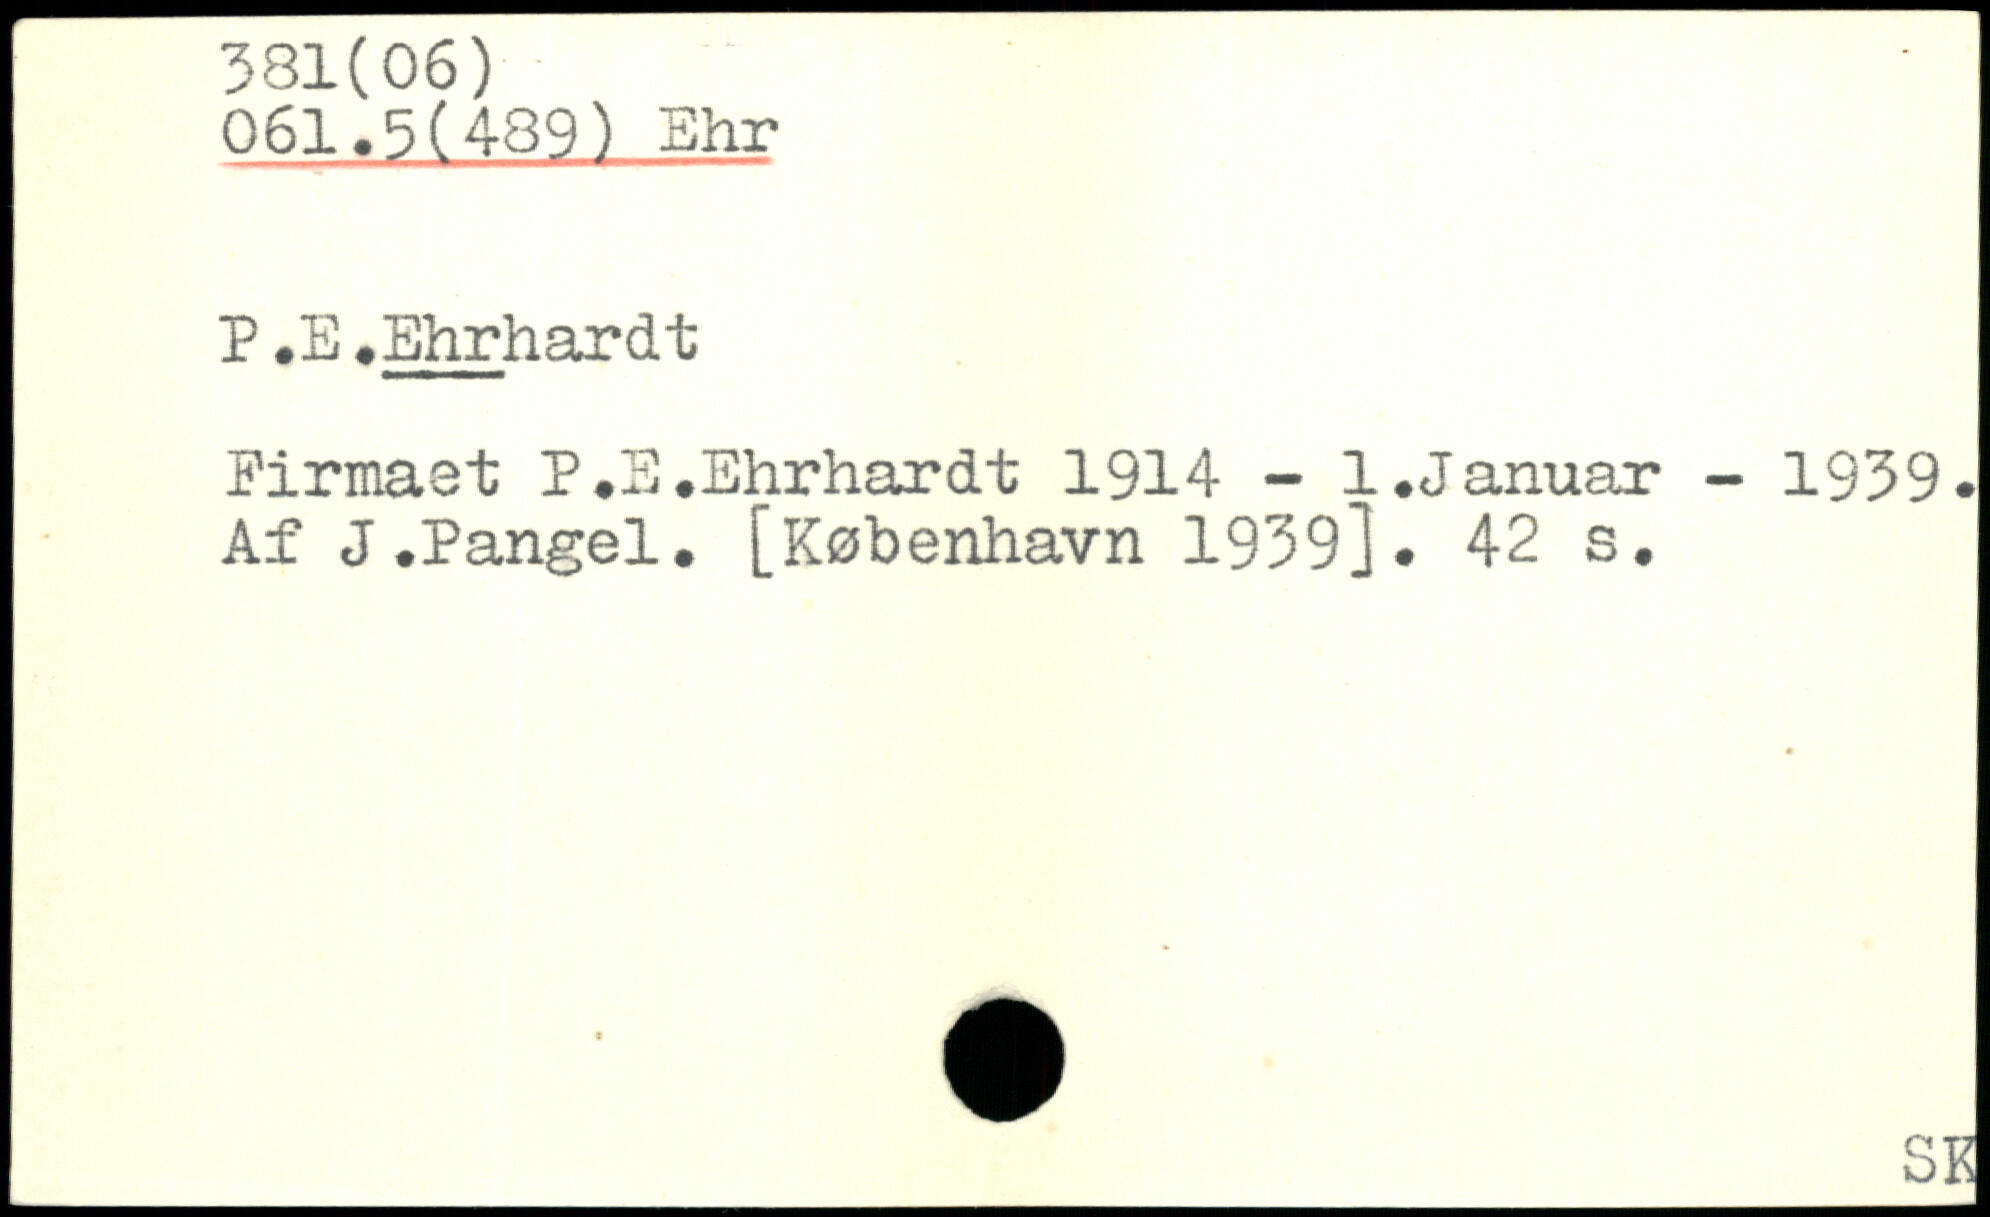 381(06)
061.5(489) Ehr
P.E.Ehrhardt
Firmaet P.E.Ehrhardt 1914 - 1.Januar - 1939.
Af J.Pangel. [København 1939]. 42 s.
SK